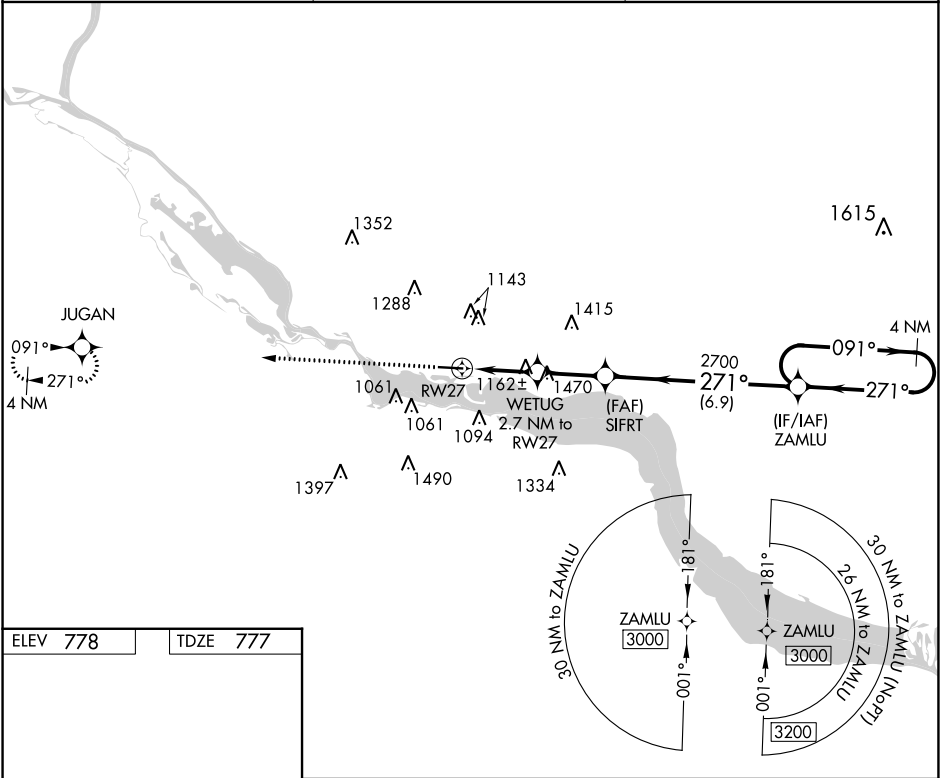 1615
1352
1143
1288
1415
JUGAN
4 NM
091°
091°
2700
271°
(6.9)
271°
271°
4 NM
RW27
1162±
1470
1061
1061
WETUG
2.7 NM to
RW27
(FAF)
SIFRT
(IF/IAF)
ZAMLU
1094
1490
1397
1334
30 NM to ZAMLU
181°
ZAMLU
3000
001°
30 NM to ZAMLU (NoPT)
26 NM to ZAMLU
181°
ZAMLU
3000
001°
3200
ELEV 778
TDZE 777